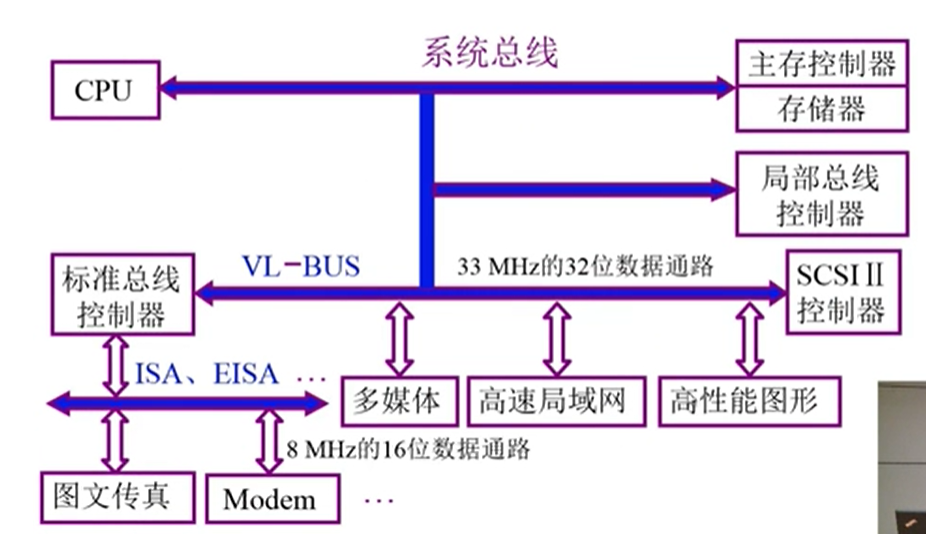 系统总线
CPU
主存控制器
存储器
局部总线
控制器
VL-BUS
33 MHz的32位数据通路
标准总线
控制器
SCSIⅡ
控制器
ISA、EISA …
多媒体
高速局域网
高性能图形
8 MHz的16位数据通路
图文传真
Modem
…